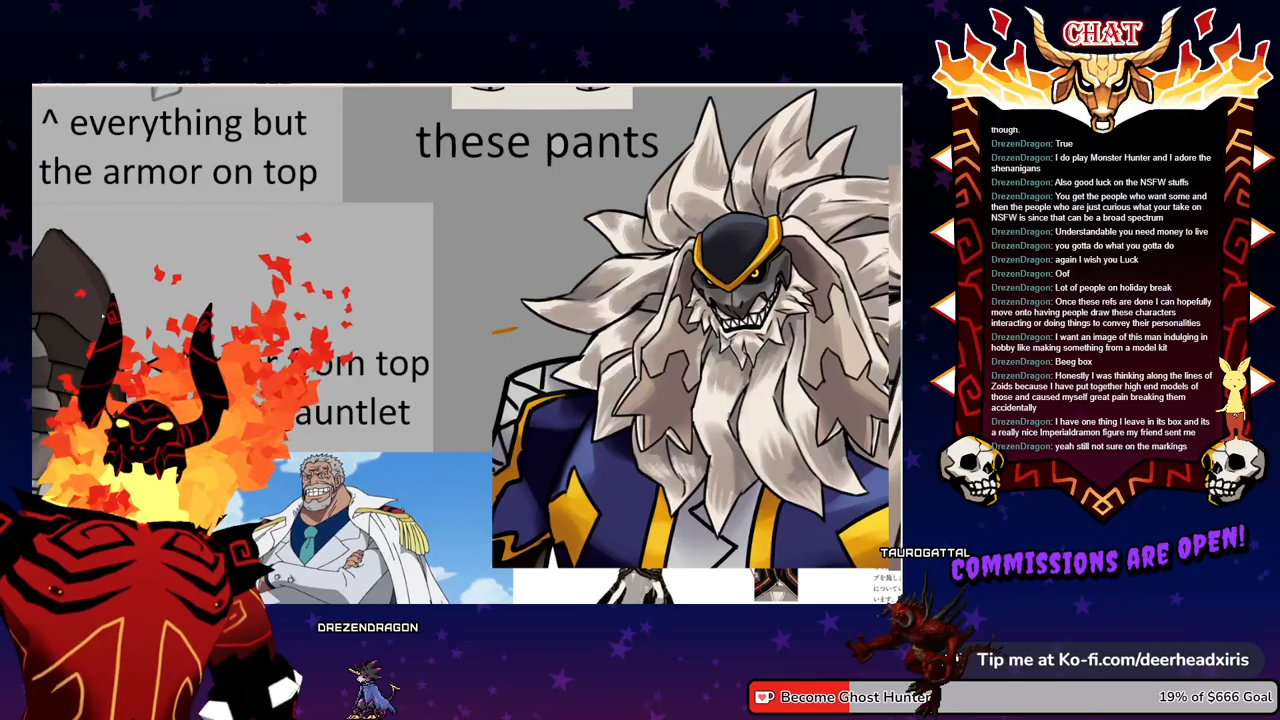 ^ everything but
the armor on top
these pants
om top
auntlet
CHAT
though.
DrezenDragon: True
DrezenDragon: I do play Monster Hunter and I adore the
shenanigans
DrezenDragon: Also good luck on the NSFW stuffs
DrezenDragon: You get the people who want some and
then the people who are just curious what your take on
NSFW is since that can be a broad spectrum
DrezenDragon: Understandable you need money to live
DrezenDragon: you gotta do what you gotta do
DrezenDragon: again I wish you Luck
DrezenDragon: Oof
DrezenDragon: Lot of people on holiday break
DrezenDragon: Once these refs are done I can hopefully
move onto having people draw these characters
interacting or doing things to convey their personalities
DrezenDragon: I want an image of this man indulging in
hobby like making something from a model kit
DrezenDragon: Beeg box
DrezenDragon: Honestly I was thinking along the lines of
Zoids because I have put together high end models of
those and caused myself great pain breaking them
accidentally
DrezenDragon: I have one thing I leave in its box and its
a really nice Imperialdramon figure my friend sent me
DrezenDragon: yeah still not sure on the markings
TAUROGATTAL
COMMISSIONS ARE OPEN!
DREZENDRAGON
Tip me at Ko-fi.com/deerheadxiris
Become Ghost Hunter
19% of $666 Goal